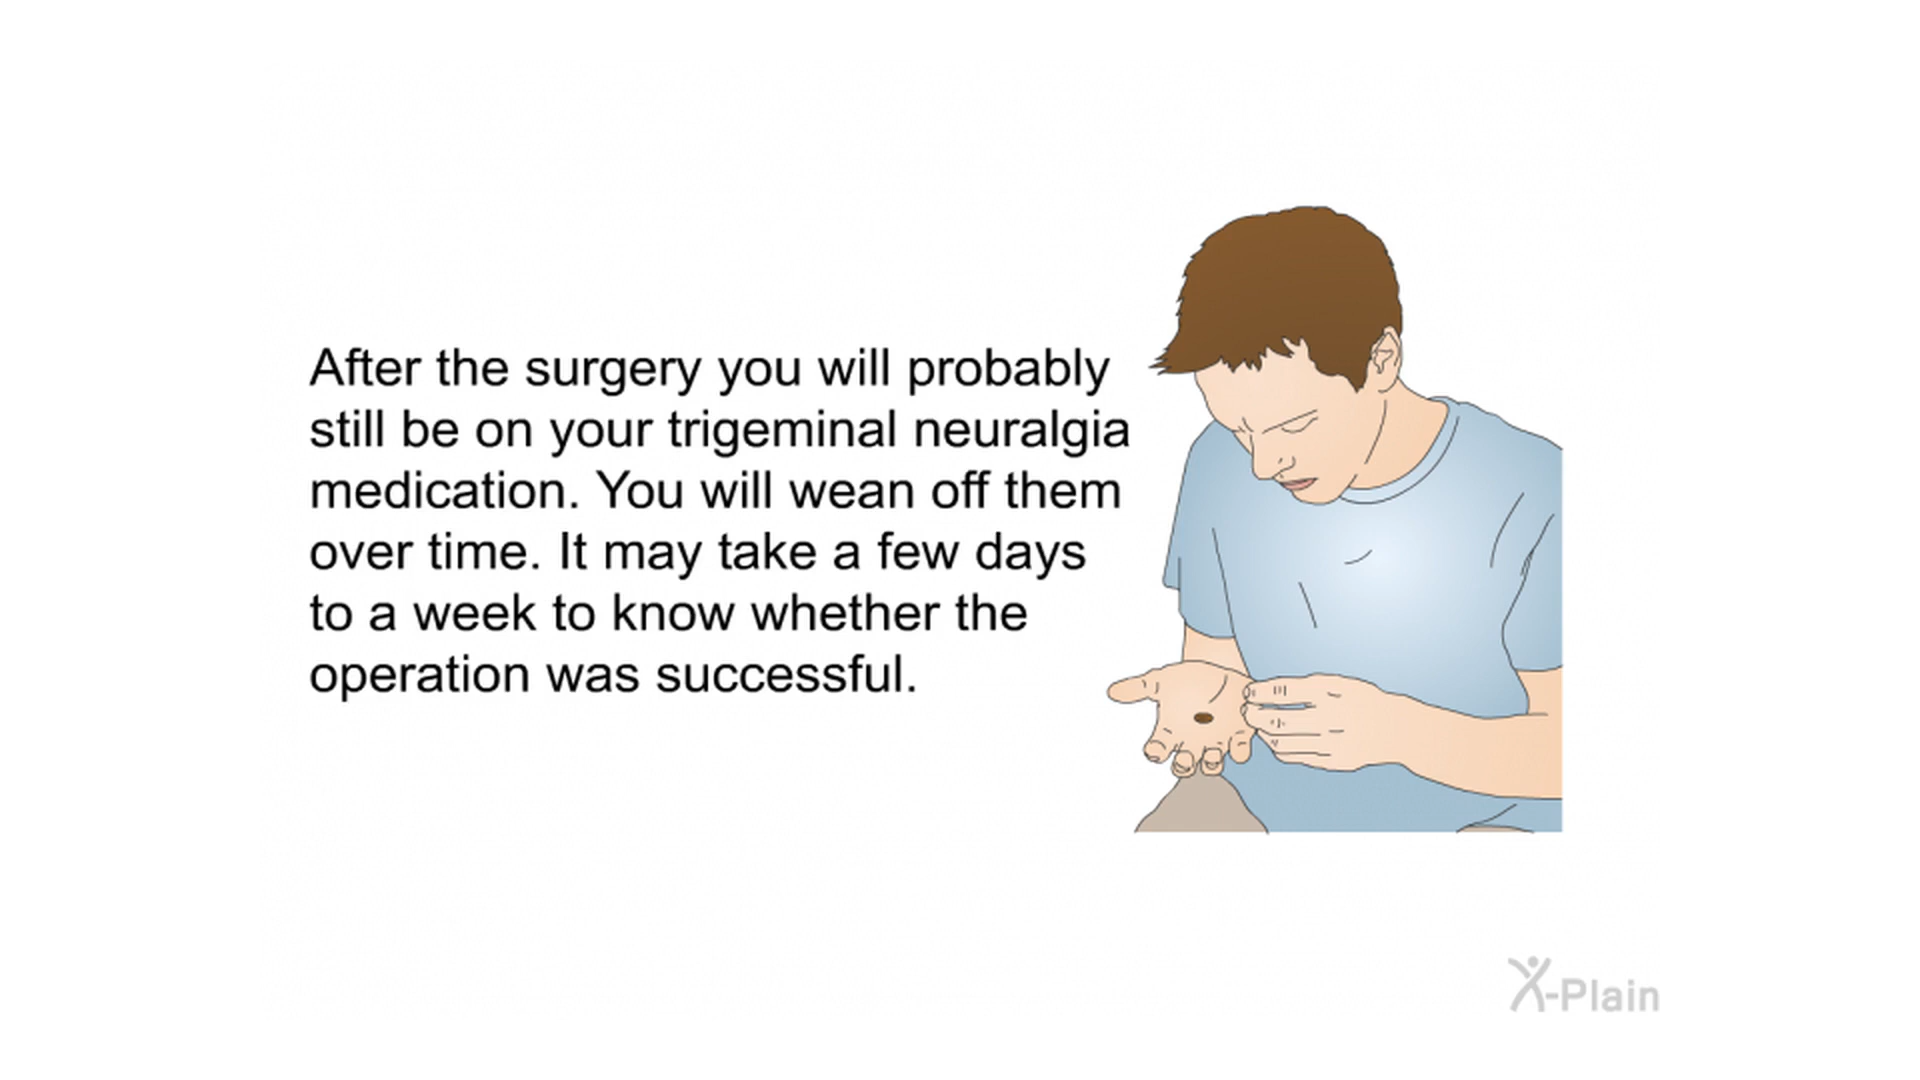 After the surgery you will probably
still be on your trigeminal neuralgia
medication. You will wean off them
over time. It may take a few days
to a week to know whether the
operation was successful.
X-Plain